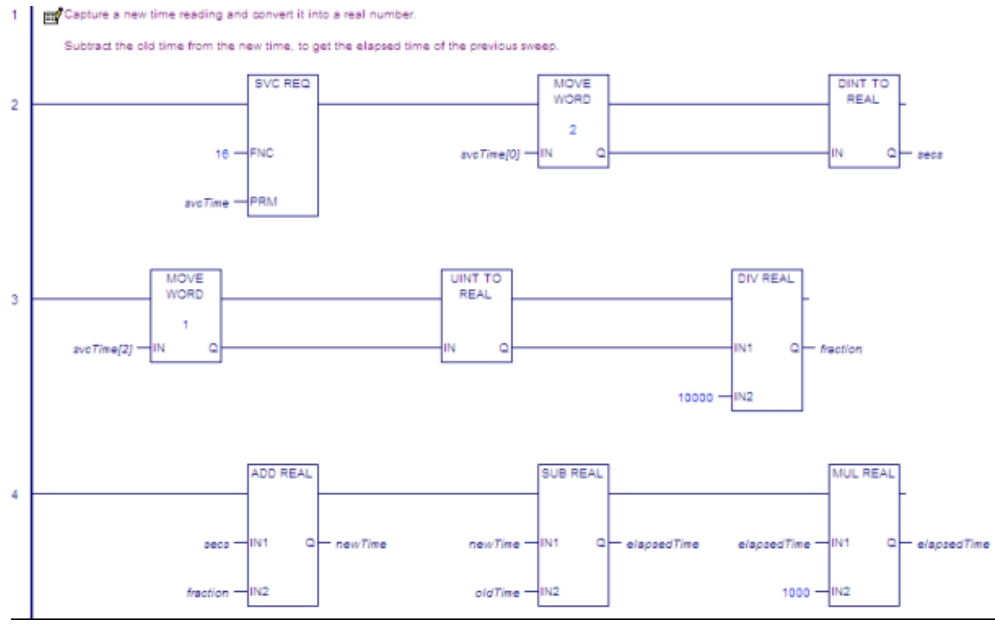 1
Capture a new time reading and convert it into a real number.
Subtract the old time from the new time, to get the elapsed time of the previous sweep.
2
SVC REQ
16 FNC
svcTime PRM
MOVE
WORD
2
svcTime[0] IN Q
DINT TO
REAL
IN Q secs
3
MOVE
WORD
1
svcTime[2] IN Q
UINT TO
REAL
IN Q
DIV REAL
IN1 Q fraction
10000 IN2
4
ADD REAL
secs IN1 Q newTime
fraction IN2
SUB REAL
newTime IN1 Q elapsedTime
oldTime IN2
MUL REAL
elapsedTime IN1 Q elapsedTime
1000 IN2